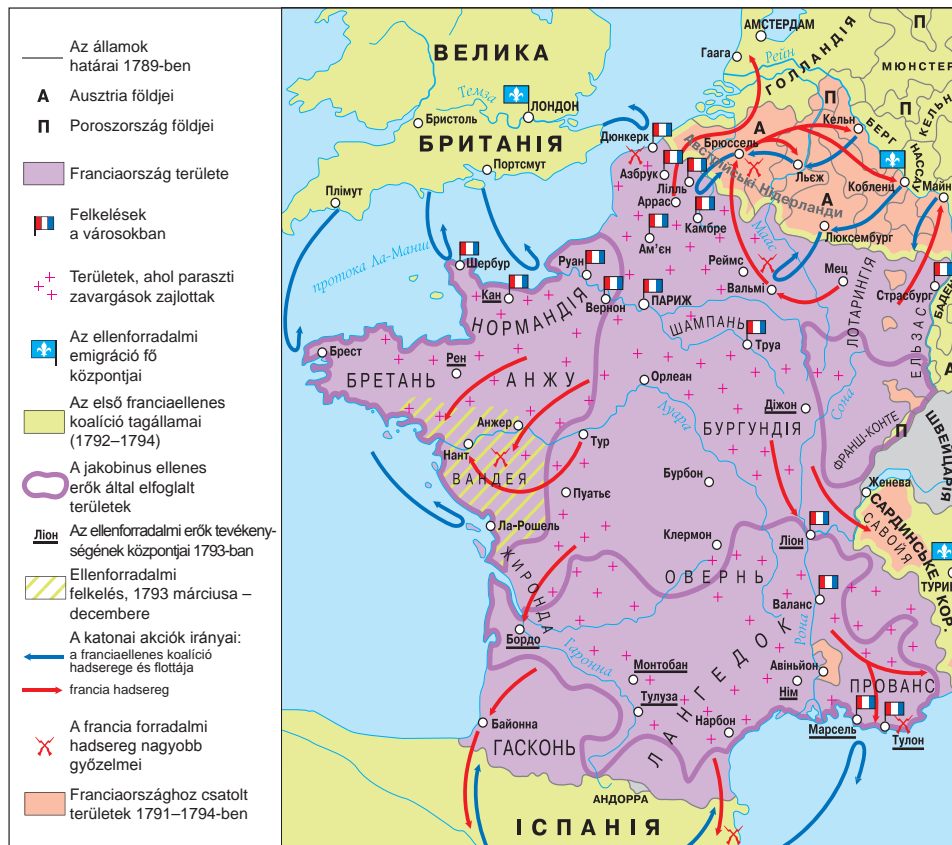 Az államok
határai 1789-ben
А Ausztria földjei
П Poroszország földjei
Franciaország területe
Felkelések
a városokban
Területek, ahol paraszti
zavargások zajlottak
Az ellenforradalmi
emigráció fő
központjai
Az első franciaellenes
koalíció tagállamai
(1792–1794)
A jakobinus ellenes
erők által elfoglalt
területek
Ліон Az ellenforradalmi erők tevékeny-
ségének központjai 1793-ban
Ellenforradalmi
felkelés, 1793 márciusa –
decembere
A katonai akciók irányai:
a franciaellenes koalíció
hadserege és flottája
francia hadsereg
A francia forradalmi
hadsereg nagyobb
győzelmei
Franciaországhoz csatolt
területek 1791–1794-ben
АМСТЕРДАМ
Гаага
Рейн
ГОЛЛАНДІЯ
П
МЮНСТЕР
ВЕЛИКА
БРИТАНІЯ
Темза
ЛОНДОН
Бристоль
Портсмут
Плімут
протока Ла-Манш
Дюнкерк
Азбрук
Лілль
Аррас
Камбре
Ам'єн
Брюссель
А
П
П
Кельн
БЕРГ
КЕЛЬН
НАССАУ
Австрійські Нідерланди
Льєж
Кобленц
Майн
А
Люксембург
Маас
Шербур
Кан
Руан
Вернон
НОРМАНДІЯ
ПАРИЖ
Реймс
Вальмі
Мец
ЛОТАРИНГІЯ
Страсбург
БАДЕН
ЕЛЬЗАС
А
ШАМПАНЬ
Труа
Брест
БРЕТАНЬ
Рен
АНЖУ
Орлеан
Луара
Діжон
Сона
БУРГУНДІЯ
ФРАНШ-КОНТЕ
П
ШВЕЙЦАРІЯ
Анжер
Нант
Тур
ВАНДЕЯ
Пуатьє
Бурбон
Женева
САРДИНСЬКЕ КОР.
САВОЙЯ
ТУРИН
Ла-Рошель
ЖИРОНДА
Клермон
Ліон
ОВЕРНЬ
Валанс
Рона
Бордо
Гаронна
Монтобан
Тулуза
ЛАНГЕДОК
Авіньйон
Нім
ПРОВАНС
Марсель
Тулон
Байонна
ГАСКОНЬ
Нарбон
АНДОРРА
ІСПАНІЯ